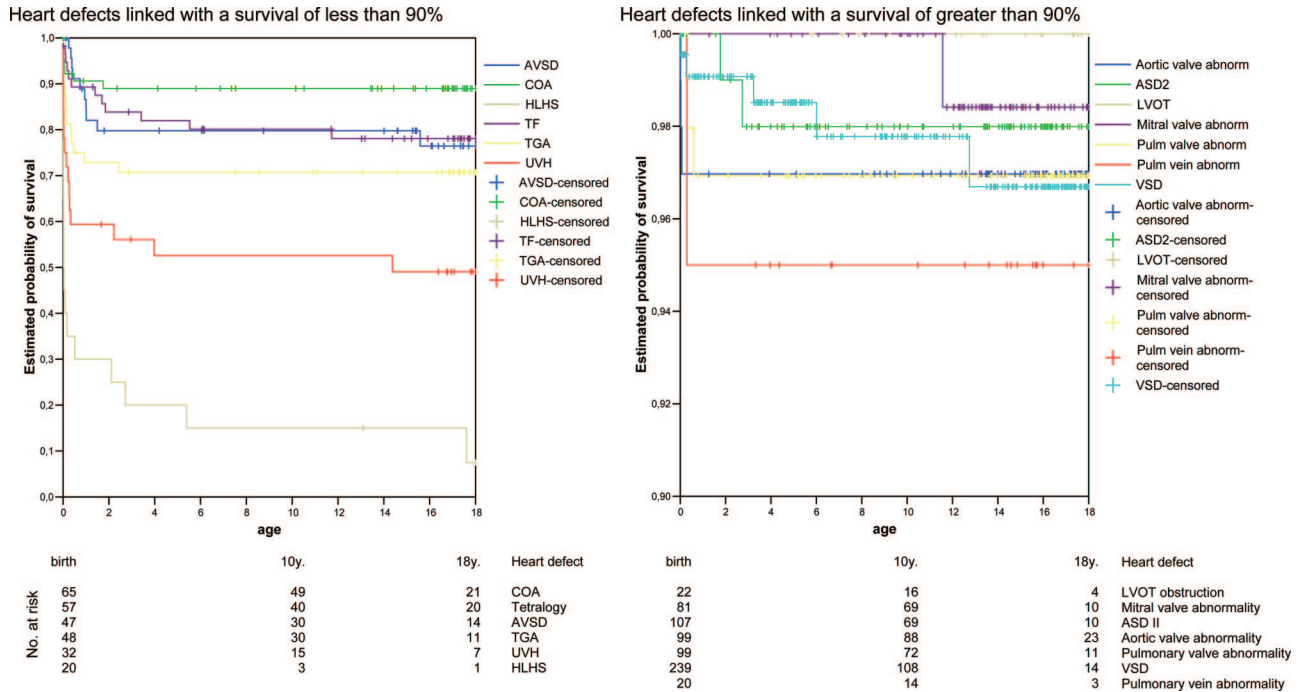 Heart defects linked with a survival of less than 90%
Estimated probability of survival
1,0
0,9
0,8
0,7
0,6
0,5
0,4
0,3
0,2
0,1
0,0
0 2 4 6 8 10 12 14 16 18
age
AVSD
COA
HLHS
TF
TGA
UVH
AVSD-censored
COA-censored
HLHS-censored
TF-censored
TGA-censored
UVH-censored
No. at risk
birth 10y. 18y. Heart defect
65 49 21 COA
57 40 20 Tetralogy
47 30 14 AVSD
48 30 11 TGA
32 15 7 UVH
20 3 1 HLHS
Heart defects linked with a survival of greater than 90%
Estimated probability of survival
1,00
0,98
0,96
0,94
0,92
0,90
0 2 4 6 8 10 12 14 16 18
age
Aortic valve abnorm
ASD2
LVOT
Mitral valve abnorm
Pulm valve abnorm
Pulm vein abnorm
VSD
Aortic valve abnorm-
censored
ASD2-censored
LVOT-censored
Mitral valve abnorm-
censored
Pulm valve abnorm-
censored
Pulm vein abnorm-
censored
VSD-censored
birth 10y. 18y. Heart defect
22 16 4 LVOT obstruction
81 69 10 Mitral valve abnormality
107 69 10 ASD II
99 88 23 Aortic valve abnormality
99 72 11 Pulmonary valve abnormality
239 108 14 VSD
20 14 3 Pulmonary vein abnormality